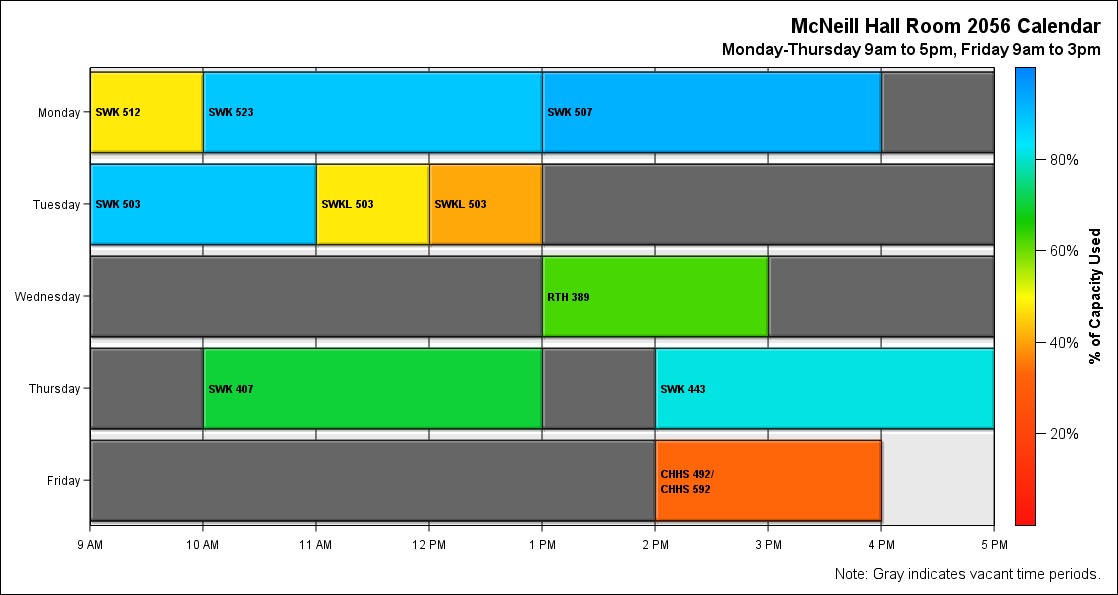 McNeill Hall Room 2056 Calendar
Monday-Thursday 9am to 5pm, Friday 9am to 3pm
Monday
SWK 512
SWK 523
SWK 507
Tuesday
SWK 503
SWKL 503
SWKL 503
Wednesday
RTH 389
Thursday
SWK 407
SWK 443
Friday
CHHS 492/
CHHS 592
9 AM
10 AM
11 AM
12 PM
1 PM
2 PM
3 PM
4 PM
5 PM
80%
60%
40%
20%
% of Capacity Used
Note: Gray indicates vacant time periods.